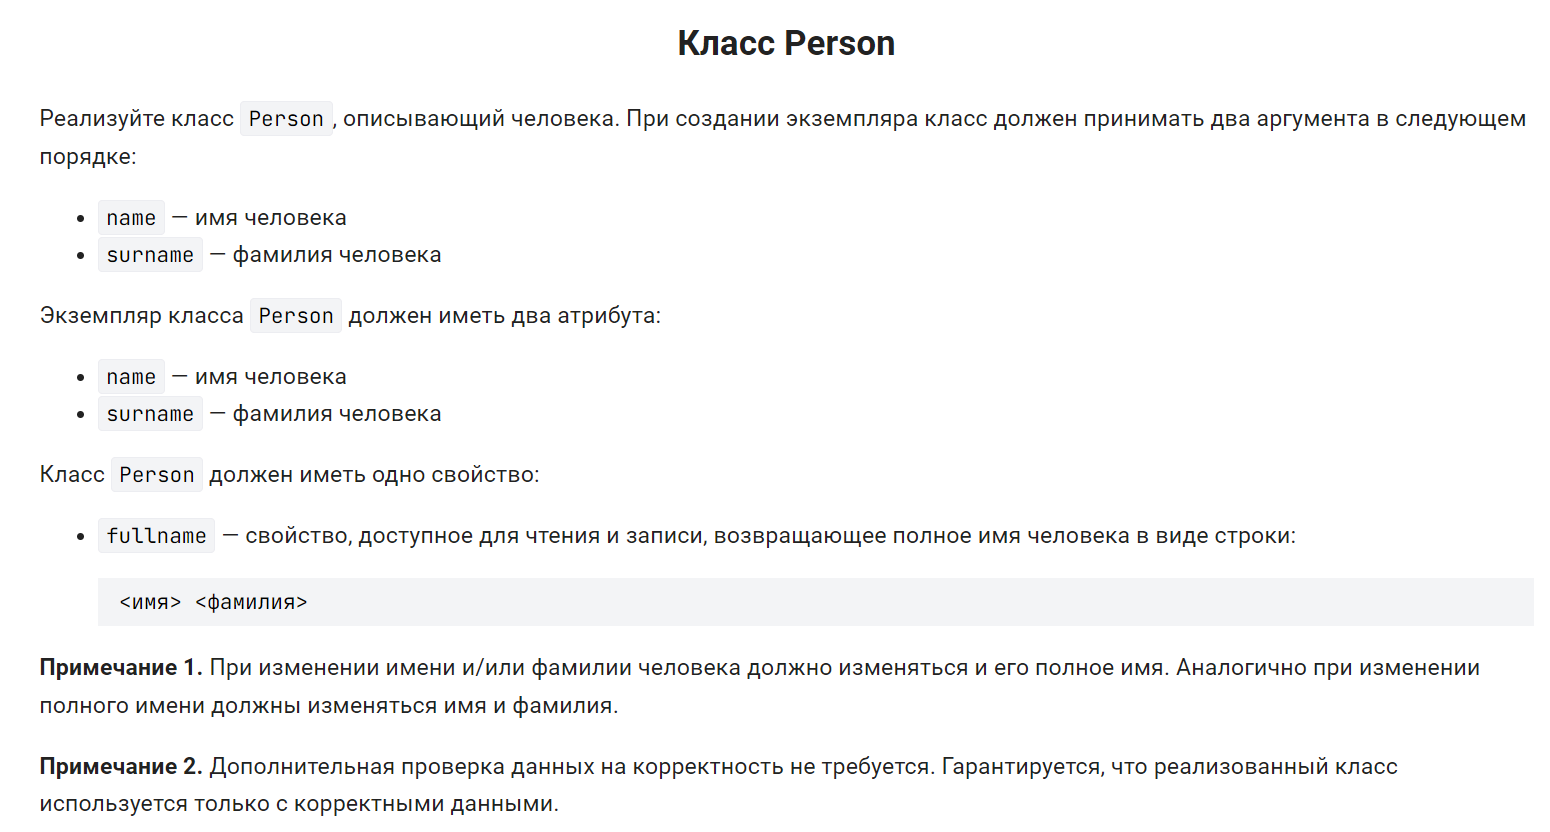 Класс Person
Реализуйте класс Person, описывающий человека. При создании экземпляра класс должен принимать два аргумента в следующем
порядке:
• name — имя человека
• surname — фамилия человека
Экземпляр класса Person должен иметь два атрибута:
• name — имя человека
• surname — фамилия человека
Класс Person должен иметь одно свойство:
• fullname — свойство, доступное для чтения и записи, возвращающее полное имя человека в виде строки:
<имя> <фамилия>
Примечание 1. При изменении имени и/или фамилии человека должно изменяться и его полное имя. Аналогично при изменении
полного имени должны изменяться имя и фамилия.
Примечание 2. Дополнительная проверка данных на корректность не требуется. Гарантируется, что реализованный класс
используется только с корректными данными.